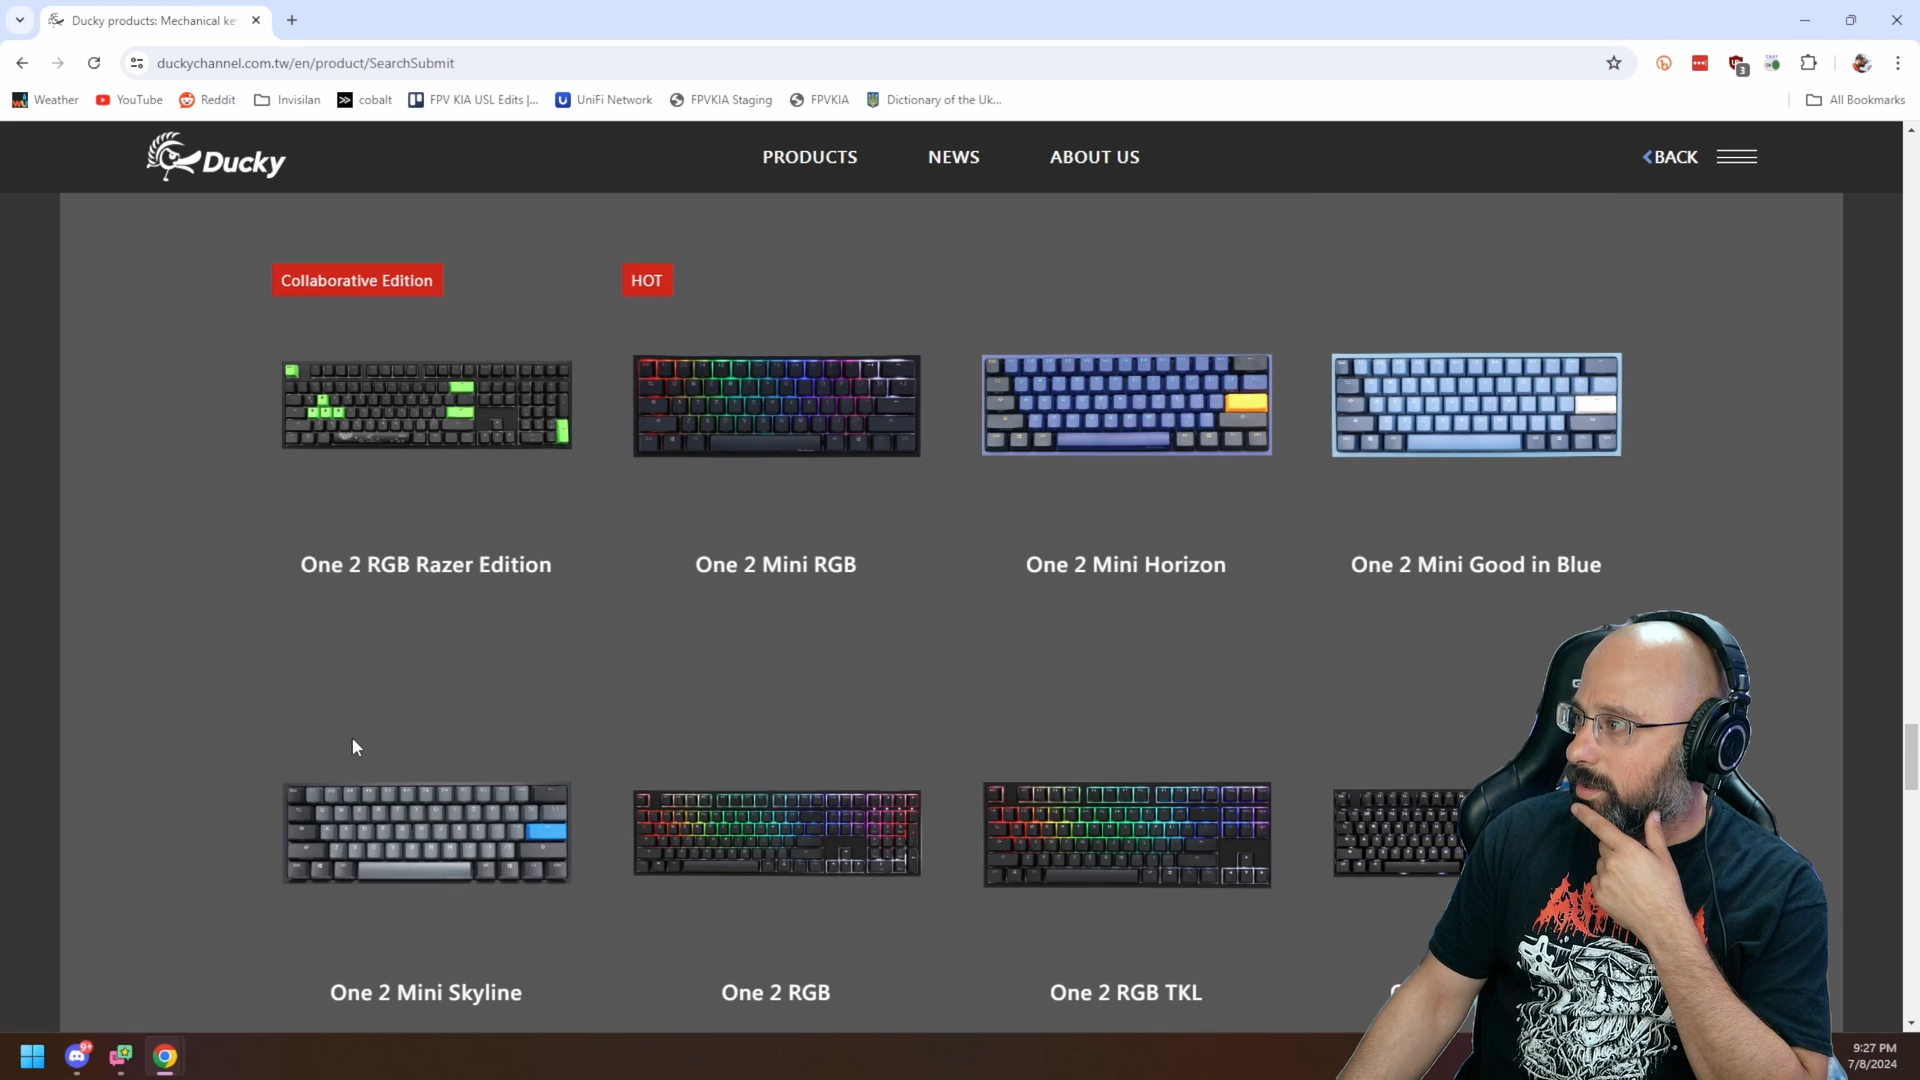 Ducky products: Mechanical ke
duckychannel.com.tw/en/product/SearchSubmit
3
Weather
YouTube
Reddit
Invisilan
cobalt
FPV KIA USL Edits |...
UniFi Network
FPVKIA Staging
FPVKIA
Dictionary of the Uk...
All Bookmarks
Ducky
PRODUCTS
NEWS
ABOUT US
BACK
Collaborative Edition
HOT
One 2 RGB Razer Edition
One 2 Mini RGB
One 2 Mini Horizon
One 2 Mini Good in Blue
One 2 Mini Skyline
One 2 RGB
One 2 RGB TKL
9+
9:27 PM
7/8/2024